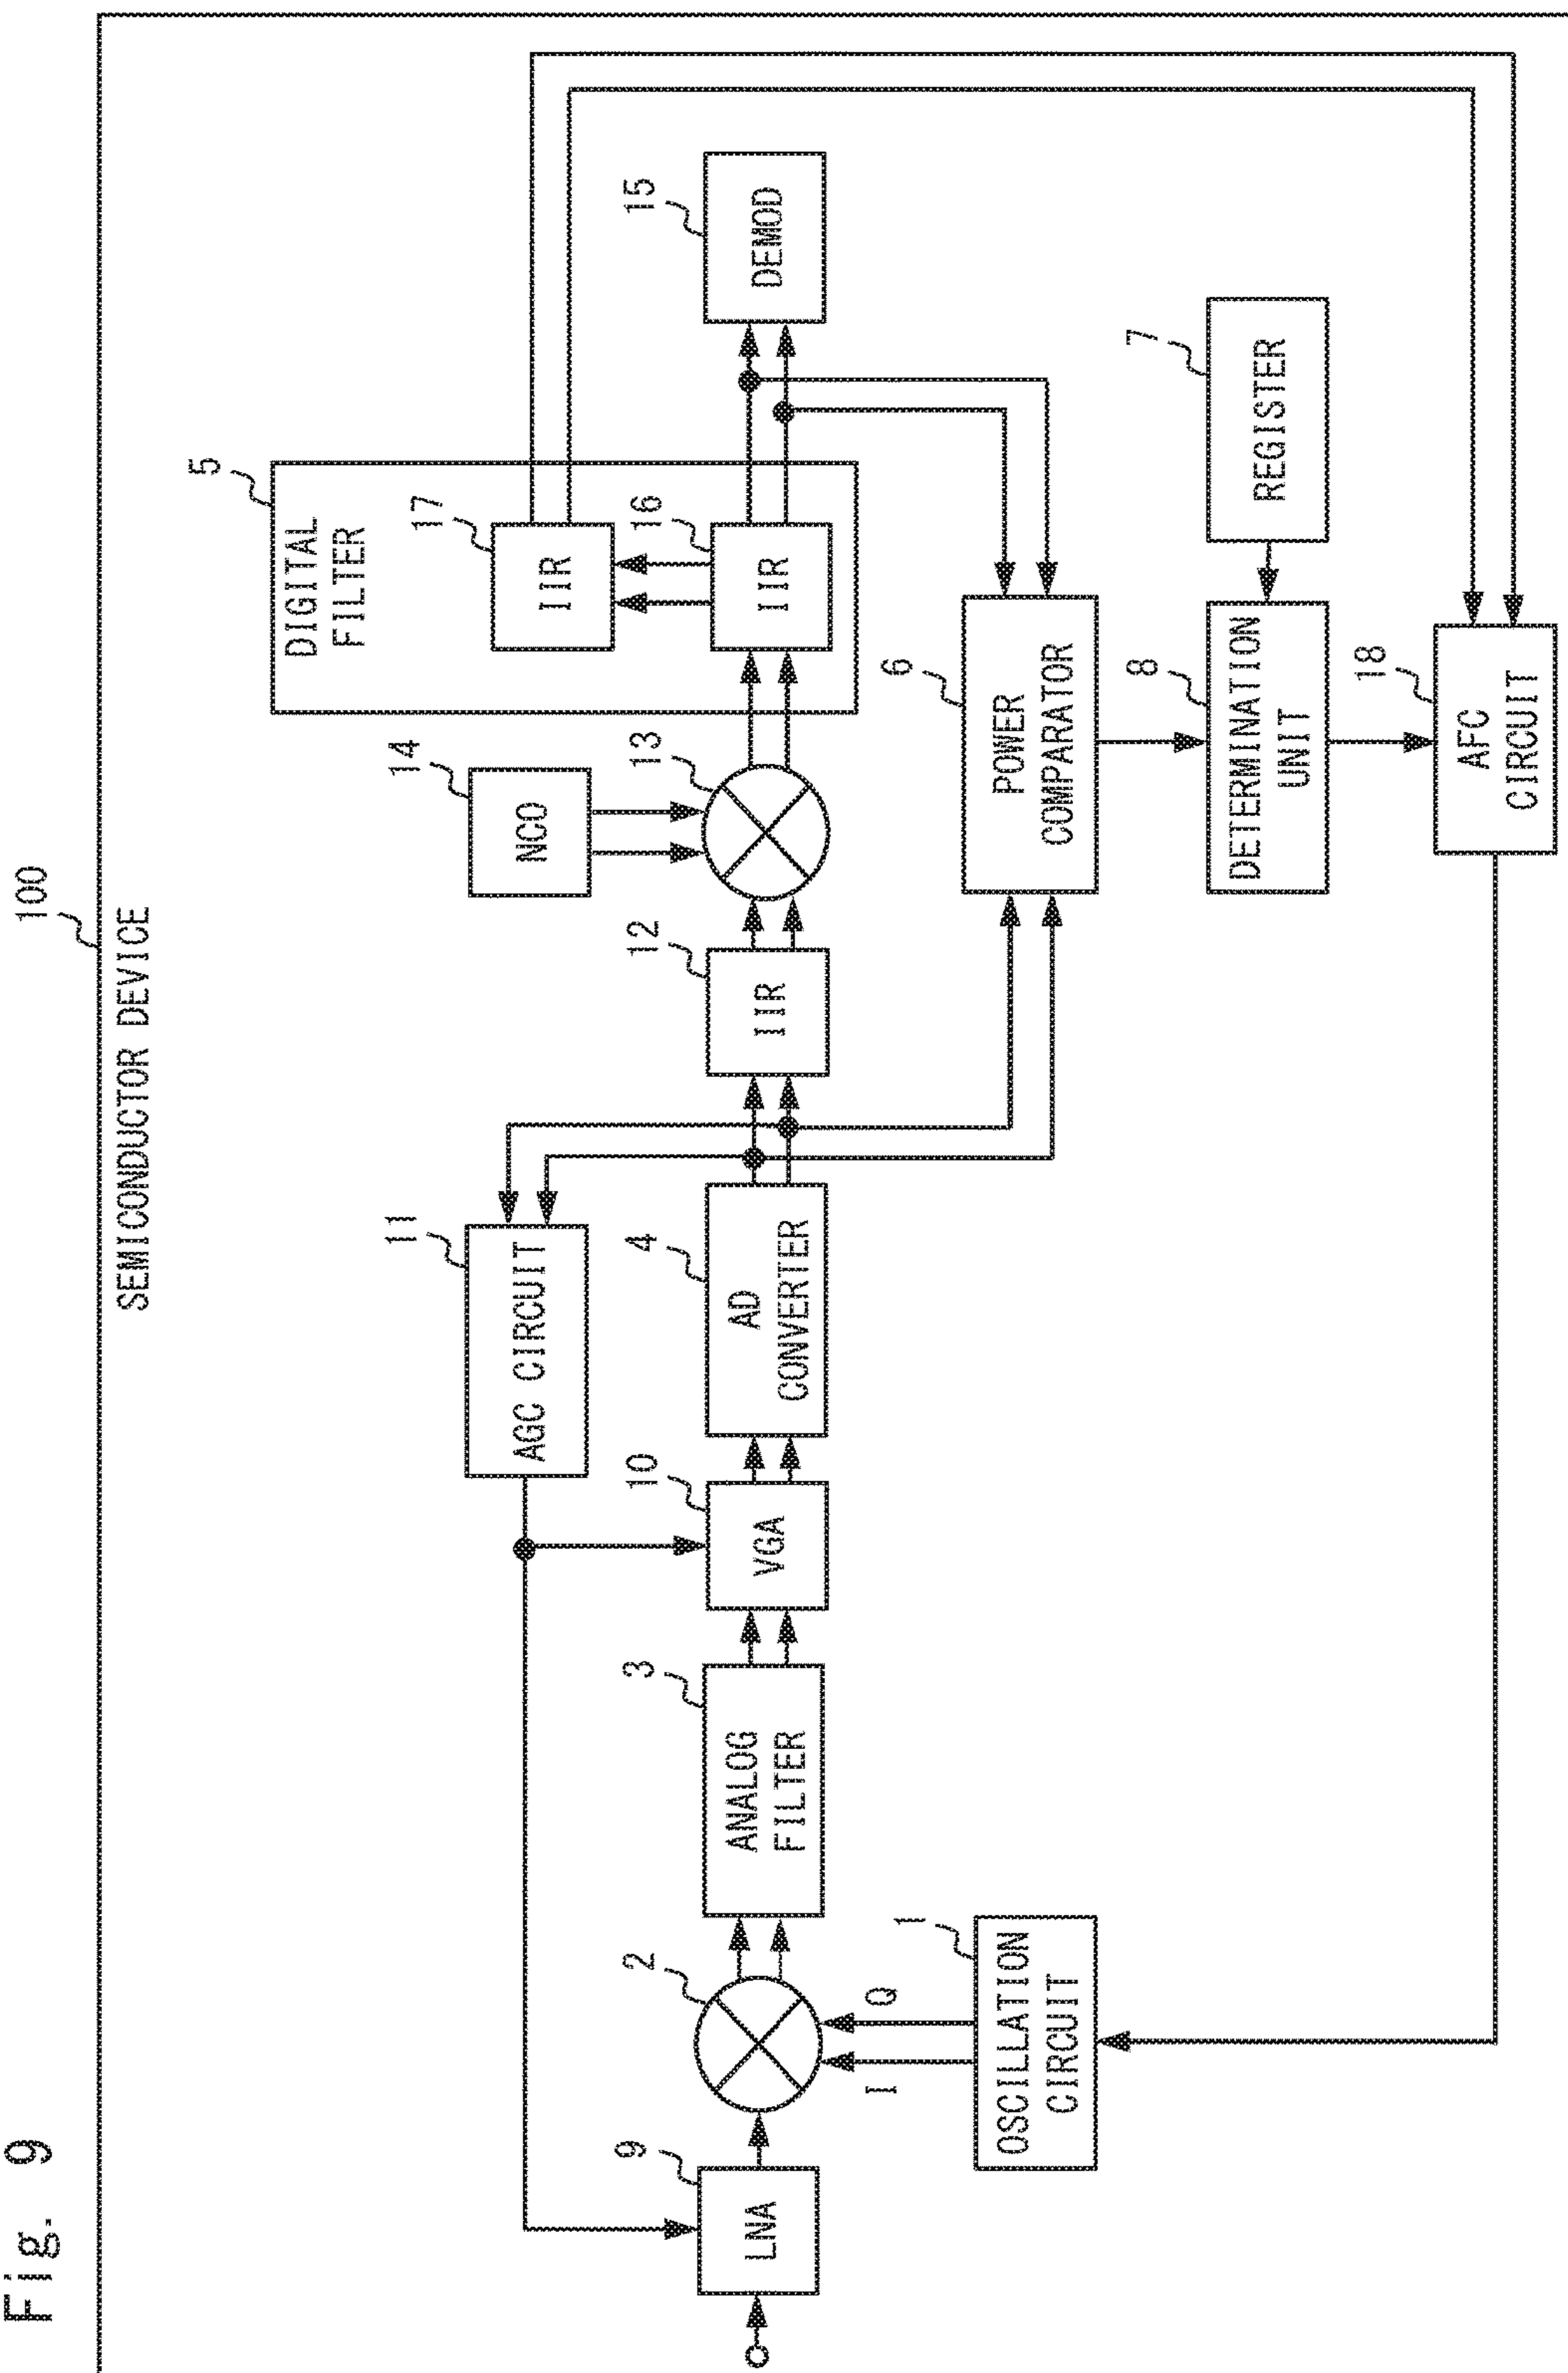 Fig. 9
100
SEMICONDUCTOR DEVICE
5
DIGITAL
FILTER
11
AGC CIRCUIT
14
NCO
17
IIR
9
LNA
2
3
ANALOG
FILTER
10
VGA
4
AD
CONVERTER
12
IIR
13
16
IIR
15
DEMOD
I
Q
1
OSCILLATION
CIRCUIT
6
POWER
COMPARATOR
8
DETERMINATION
UNIT
7
REGISTER
18
AFC
CIRCUIT